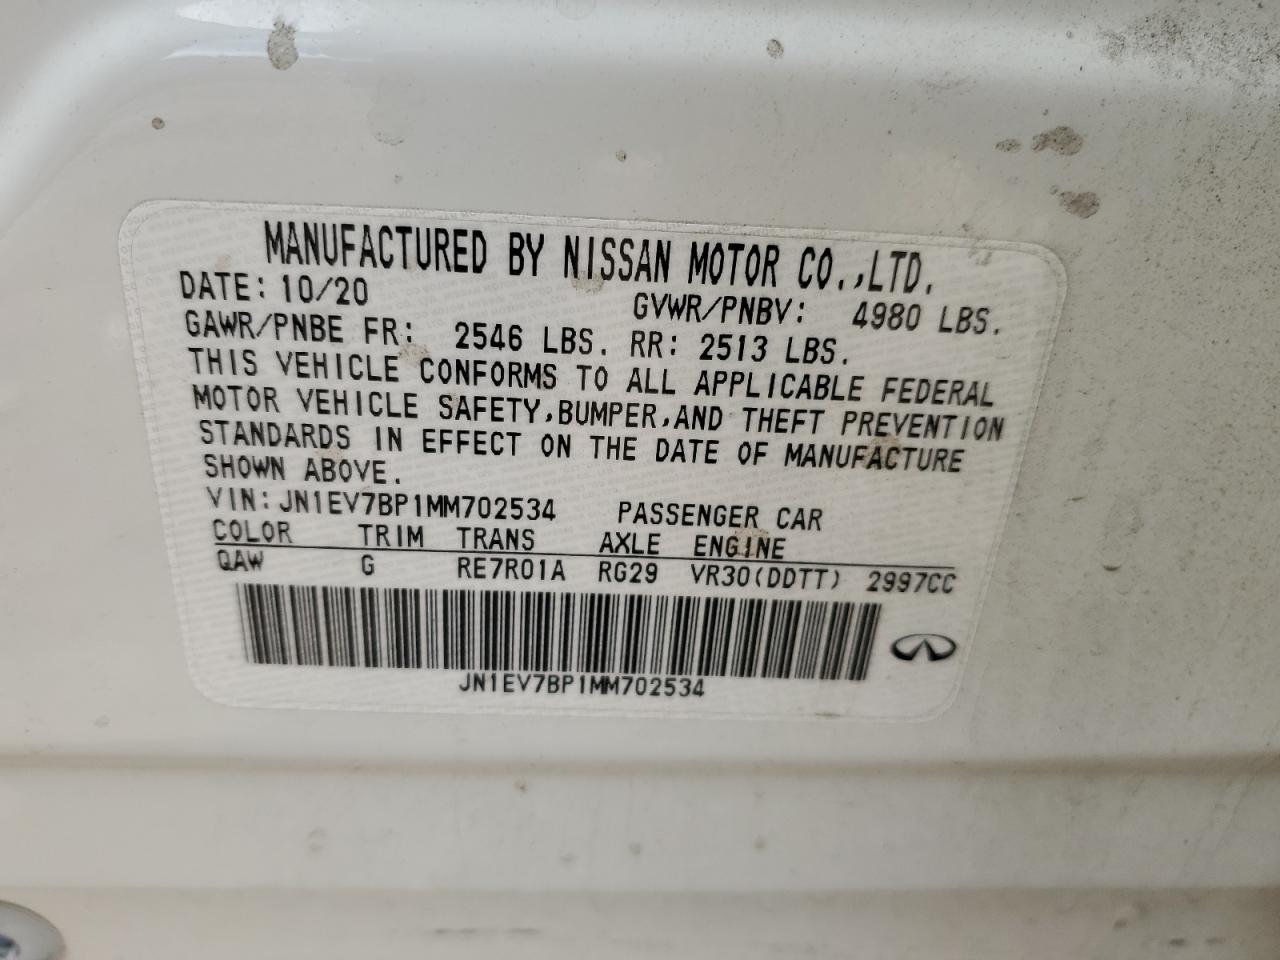 MANUFACTURED BY NISSAN MOTOR CO.,LTD.
DATE: 10/20 GVWR/PNBV: 4980 LBS.
GAWR/PNBE FR: 2546 LBS. RR: 2513 LBS.
THIS VEHICLE CONFORMS TO ALL APPLICABLE FEDERAL
MOTOR VEHICLE SAFETY,BUMPER,AND THEFT PREVENTION
STANDARDS IN EFFECT ON THE DATE OF MANUFACTURE
SHOWN ABOVE.
VIN: JN1EV7BP1MM702534 PASSENGER CAR
COLOR TRIM TRANS AXLE ENGINE
QAW G RE7R01A RG29 VR30(DDTT) 2997CC
JN1EV7BP1MM702534